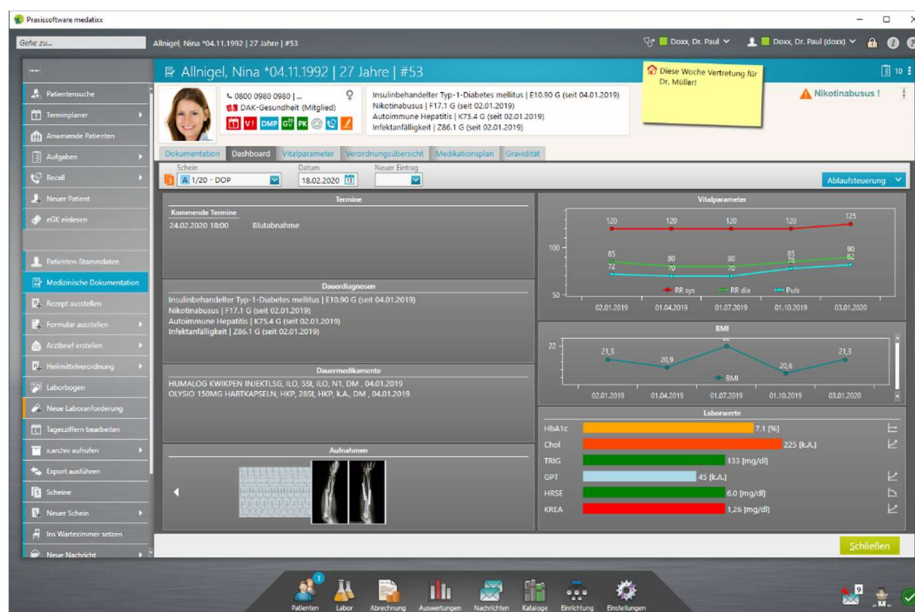 Praxissoftware medatixx
Gehe zu...
Allnigel, Nina *04.11.1992 | 27 Jahre | #53
Doxx, Dr. Paul
Doxx, Dr. Paul (doxx)
Patientensuche
Terminplaner
Anwesende Patienten
Aufgaben
Recall
Neuer Patient
eGK einlesen
Patienten-Stammdaten
Medizinische Dokumentation
Rezept ausstellen
Formular ausstellen
Arztbrief erstellen
Heilmittelverordnung
Laborbogen
Neue Laboranforderung
Tagesziffern bearbeiten
x.archiv aufrufen
Export ausführen
Scheine
Neuer Schein
Ins Wartezimmer setzen
Neue Nachricht
Allnigel, Nina *04.11.1992 | 27 Jahre | #53
10
0800 0980 0980 | ...
DAK-Gesundheit (Mitglied)
V! DMP PK
Insulinbehandelter Typ-1-Diabetes mellitus | E10.90 G (seit 04.01.2019)
Nikotinabusus | F17.1 G (seit 02.01.2019)
Autoimmune Hepatitis | K75.4 G (seit 02.01.2019)
Infektanfälligkeit | Z86.1 G (seit 02.01.2019)
Diese Woche Vertretung für
Dr. Müller!
Nikotinabusus !
Dokumentation Dashboard Vitalparameter Verordnungsübersicht Medikationsplan Gravidität
Schein Datum Neuer Eintrag
A 1/20 - DOP 18.02.2020
Ablaufsteuerung
Termine
Kommende Termine
24.02.2020 18:00 Blutabnahme
Dauerdiagnosen
Insulinbehandelter Typ-1-Diabetes mellitus | E10.90 G (seit 04.01.2019)
Nikotinabusus | F17.1 G (seit 02.01.2019)
Autoimmune Hepatitis | K75.4 G (seit 02.01.2019)
Infektanfälligkeit | Z86.1 G (seit 02.01.2019)
Dauermedikamente
HUMALOG KWIKPEN INJEKTLSG, ILO, 5St, ILO, N1, DM , 04.01.2019
OLYSIO 150MG HARTKAPSELN, HKP, 28St, HKP, k.A., DM , 04.01.2019
Aufnahmen
Vitalparameter
120 120 120 120 125
100
85 80 80 85 90
72 70 70 78 82
50
RR sys RR dia Puls
02.01.2019 01.04.2019 01.07.2019 01.10.2019 03.01.2020
BMI
22
21,3 20,9 22 20,6 21,3
BMI
02.01.2019 01.04.2019 01.07.2019 01.10.2019 03.01.2020
Laborwerte
HbA1c 7.1 [%]
Chol 225 [k.A.]
TRIG 133 [mg/dl]
GPT 45 [k.A.]
HRSE 6.0 [mg/dl]
KREA 1,26 [mg/dl]
Schließen
1
Patienten Labor Abrechnung Auswertungen Nachrichten Kataloge Einrichtung Einstellungen
9
M